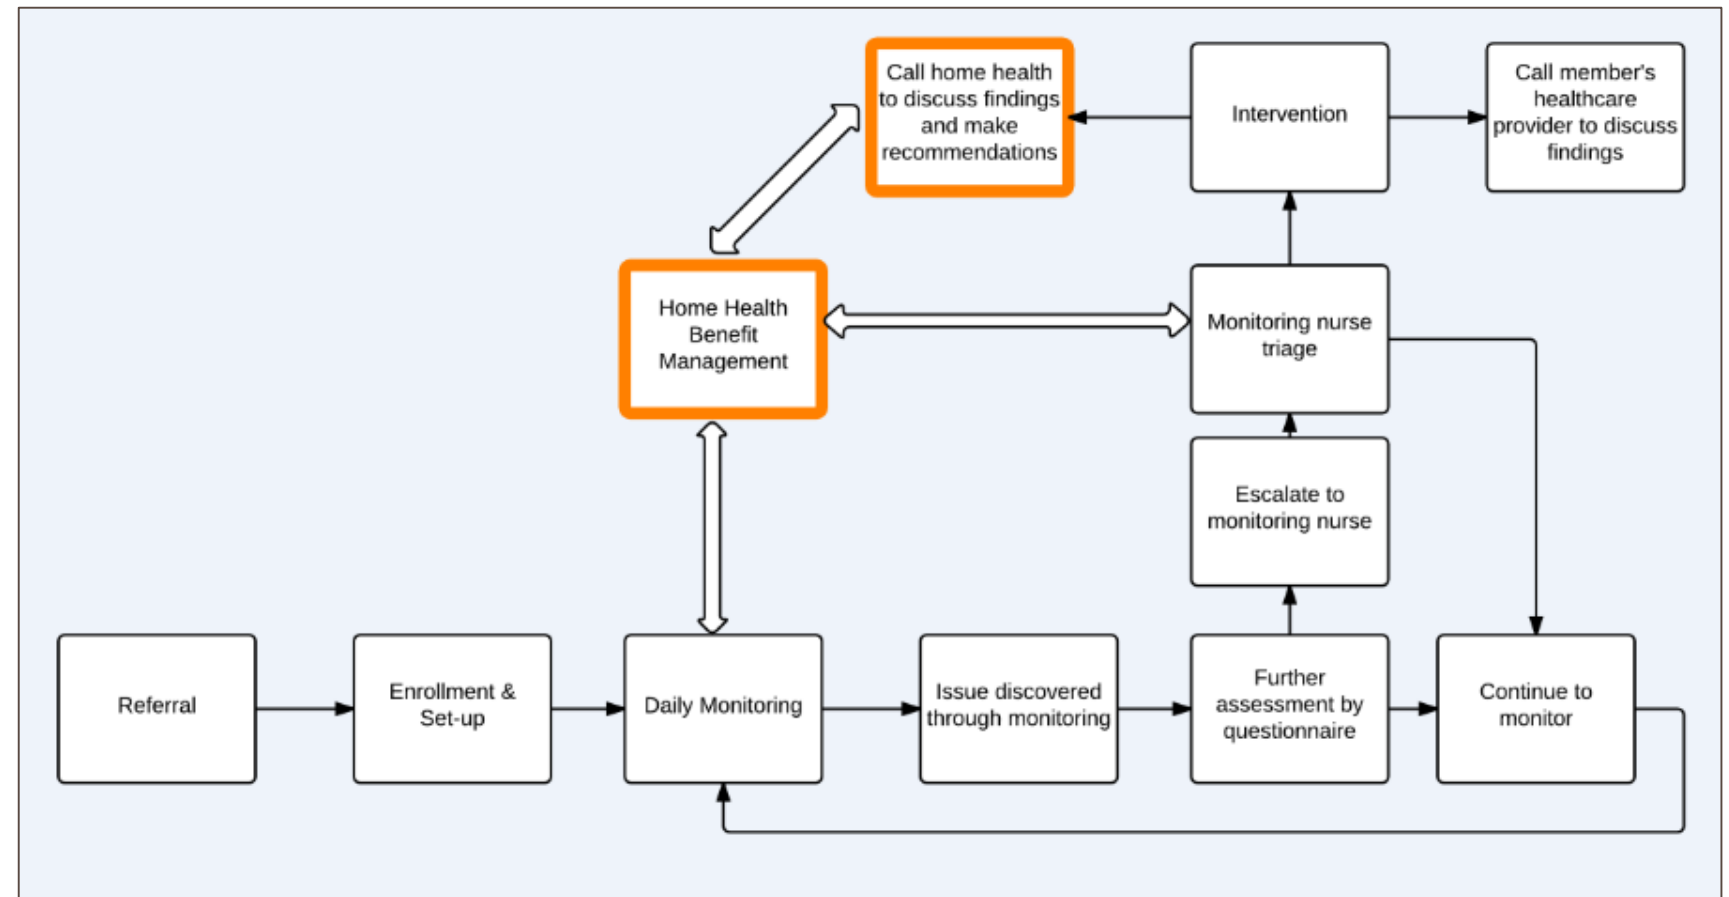 Call home health
to discuss findings
and make
recommendations
Intervention
Call member's
healthcare
provider to discuss
findings
Home Health
Benefit
Management
Monitoring nurse
triage
Escalate to
monitoring nurse
Referral
Enrollment &
Set-up
Daily Monitoring
Issue discovered
through monitoring
Further
assessment by
questionnaire
Continue to
monitor